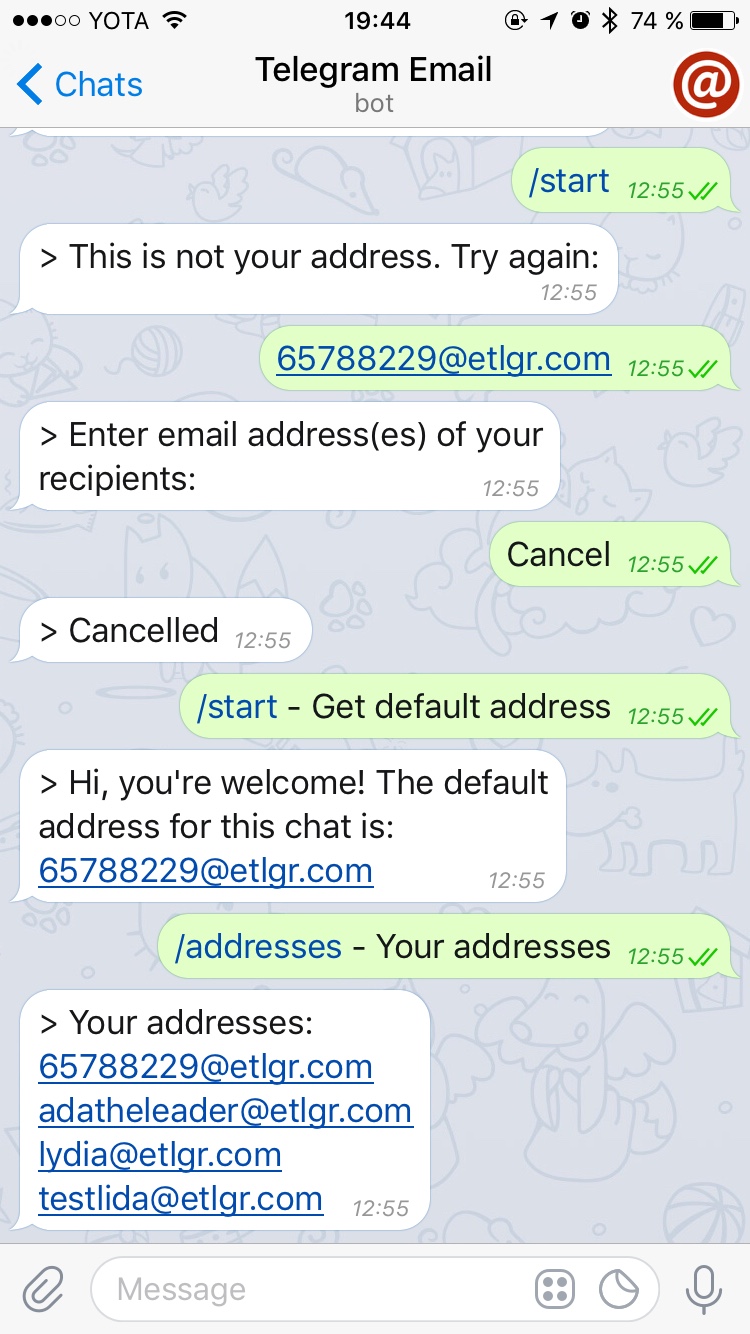 YOTA 19:44 74 %
Chats Telegram Email
bot
@
/start 12:55
> This is not your address. Try again:
12:55
65788229@etlgr.com 12:55
> Enter email address(es) of your
recipients: 12:55
Cancel 12:55
> Cancelled 12:55
/start - Get default address 12:55
> Hi, you're welcome! The default
address for this chat is:
65788229@etlgr.com 12:55
/addresses - Your addresses 12:55
> Your addresses:
65788229@etlgr.com
adatheleader@etlgr.com
lydia@etlgr.com
testlida@etlgr.com 12:55
Message